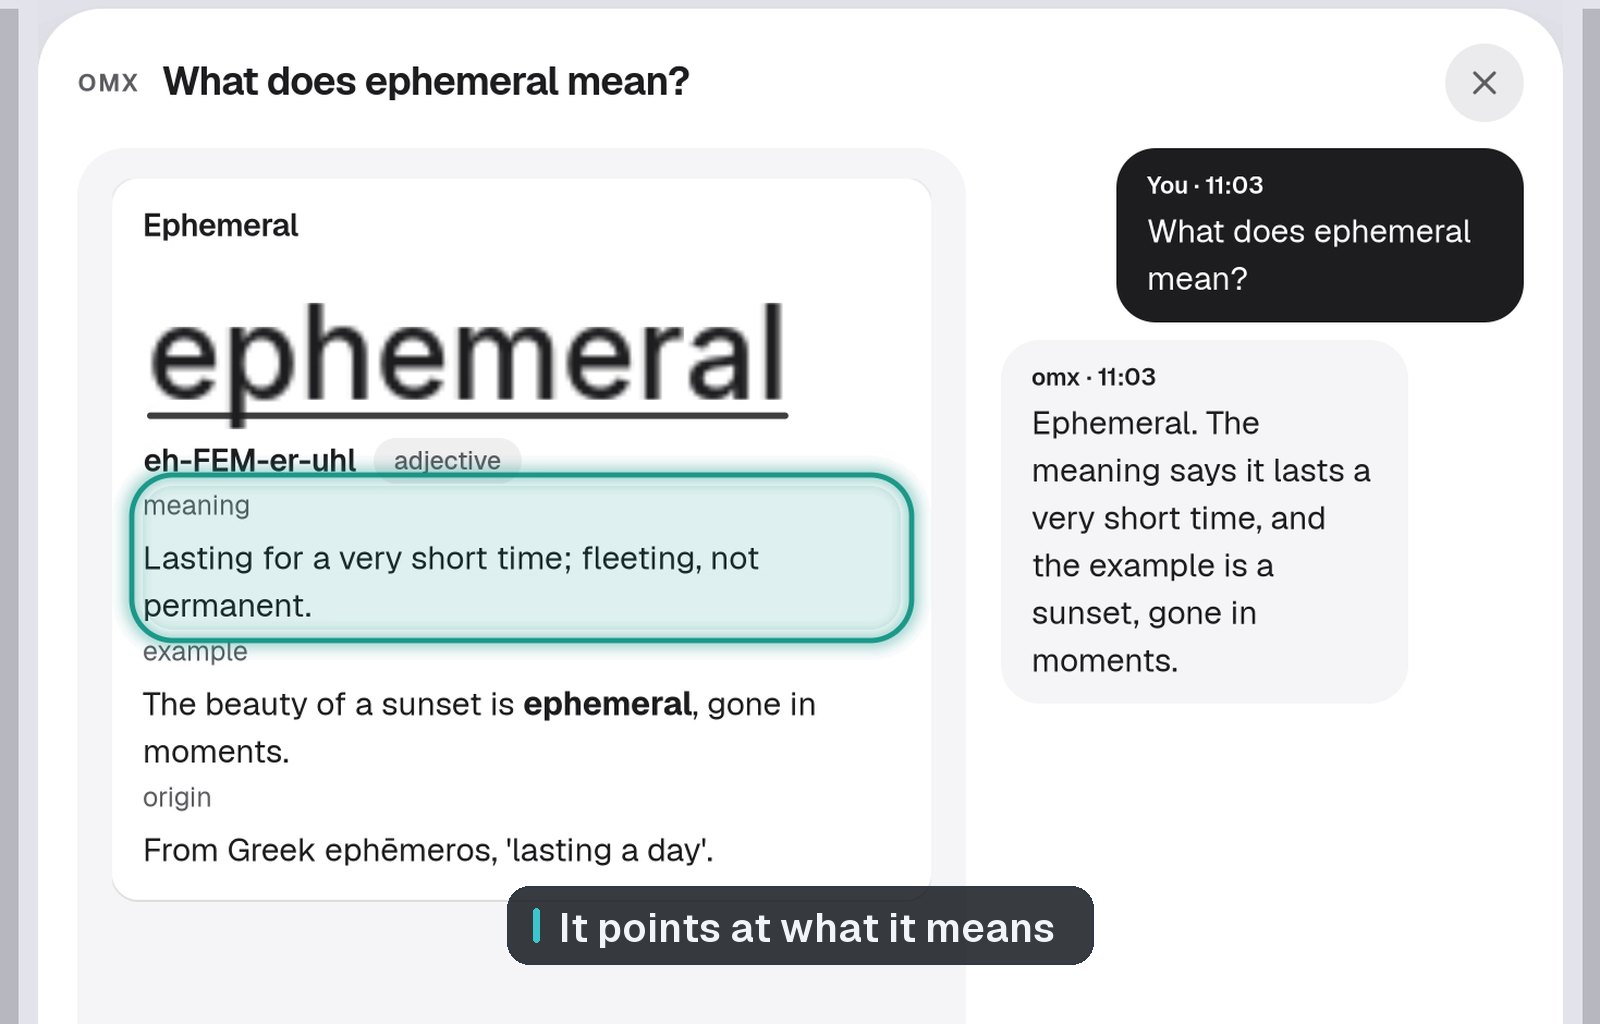 OMX What does ephemeral mean?
Ephemeral
ephemeral
eh-FEM-er-uhl adjective
meaning
Lasting for a very short time; fleeting, not
permanent.
example
The beauty of a sunset is ephemeral, gone in
moments.
origin
From Greek ephēmeros, 'lasting a day'.
You · 11:03
What does ephemeral
mean?
omx · 11:03
Ephemeral. The
meaning says it lasts a
very short time, and
the example is a
sunset, gone in
moments.
It points at what it means